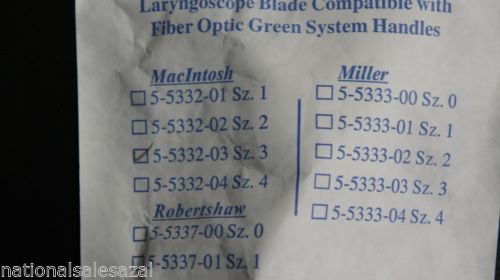 Laryngoscope Blade Compatible with
Fiber Optic Green System Handles
MacIntosh
5-5332-01 Sz. 1
5-5332-02 Sz. 2
5-5332-03 Sz. 3
5-5332-04 Sz. 4
Robertshaw
5-5337-00 Sz. 0
5-5337-01 Sz. 1
Miller
5-5333-00 Sz. 0
5-5333-01 Sz. 1
5-5333-02 Sz. 2
5-5333-03 Sz. 3
5-5333-04 Sz. 4
nationalsalesazal